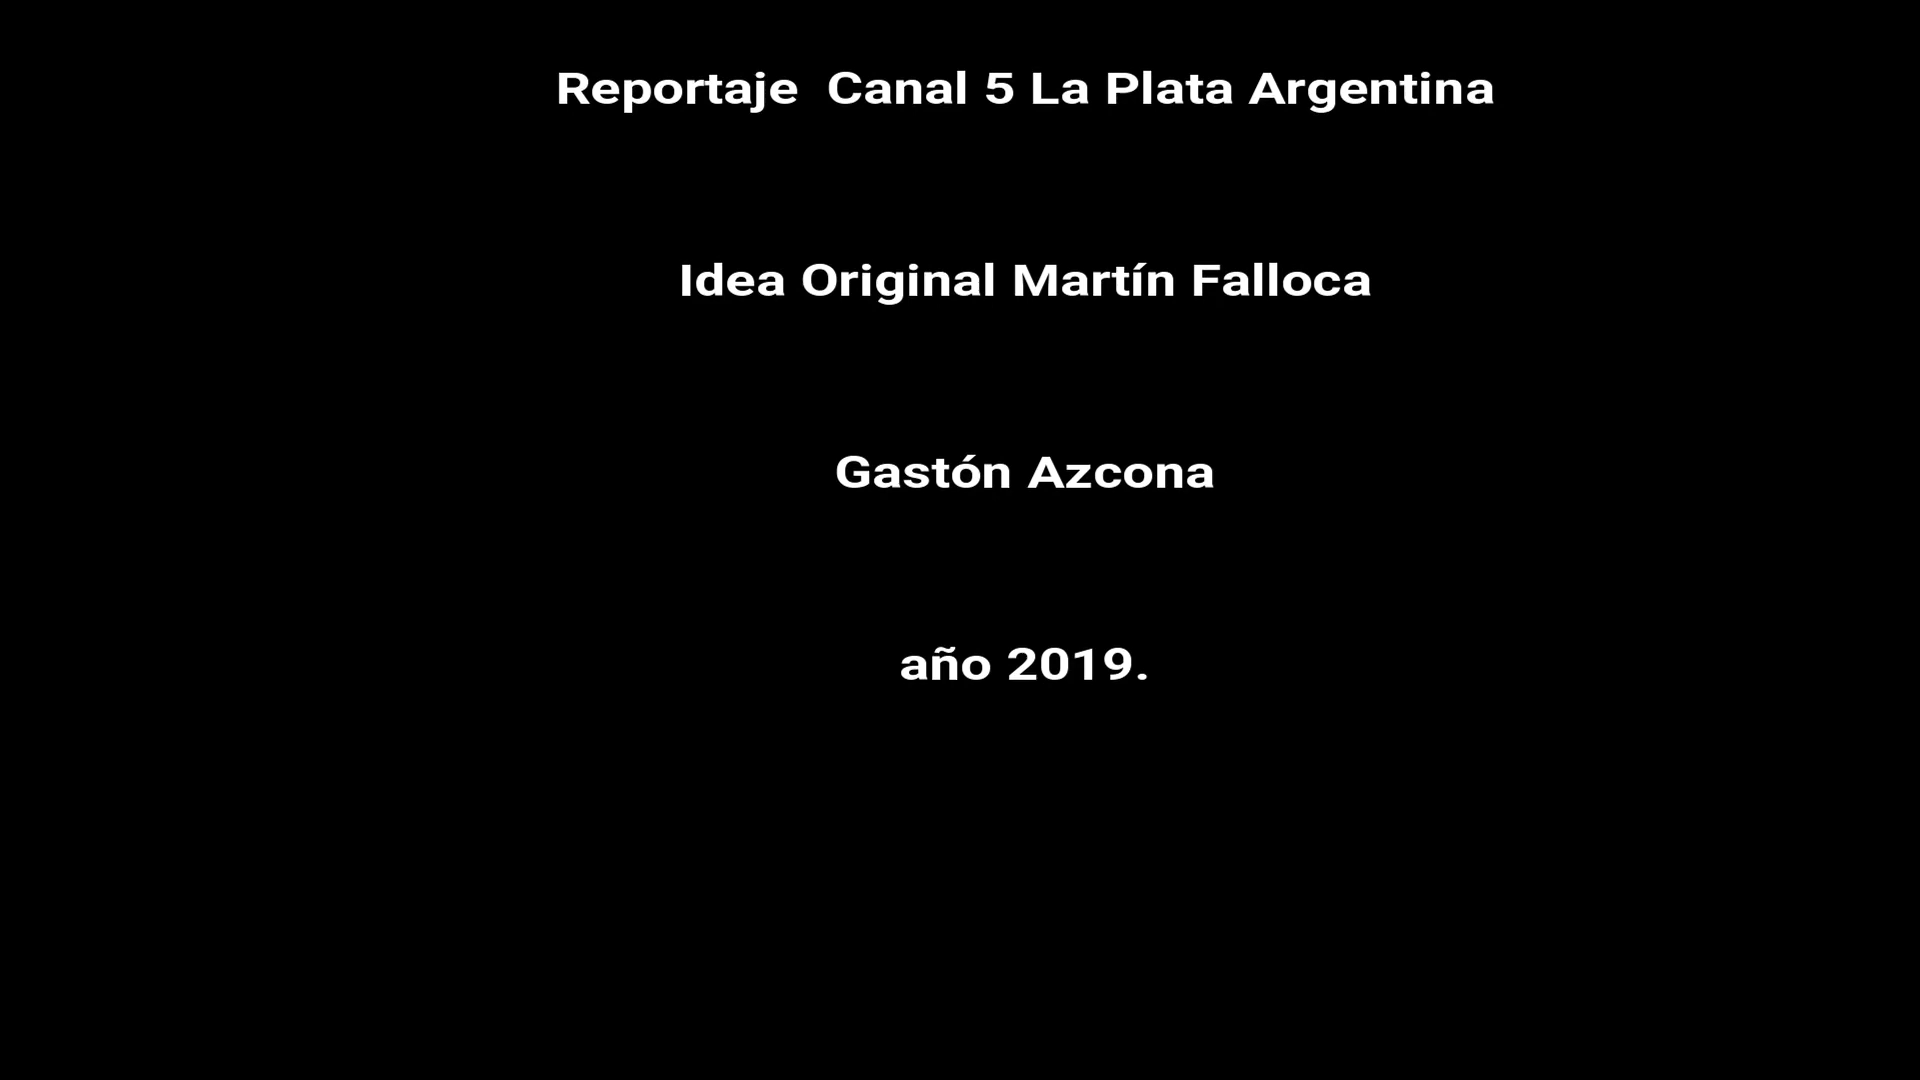 Reportaje  Canal 5 La Plata Argentina
Idea Original Martín Falloca
Gastón Azcona
año 2019.